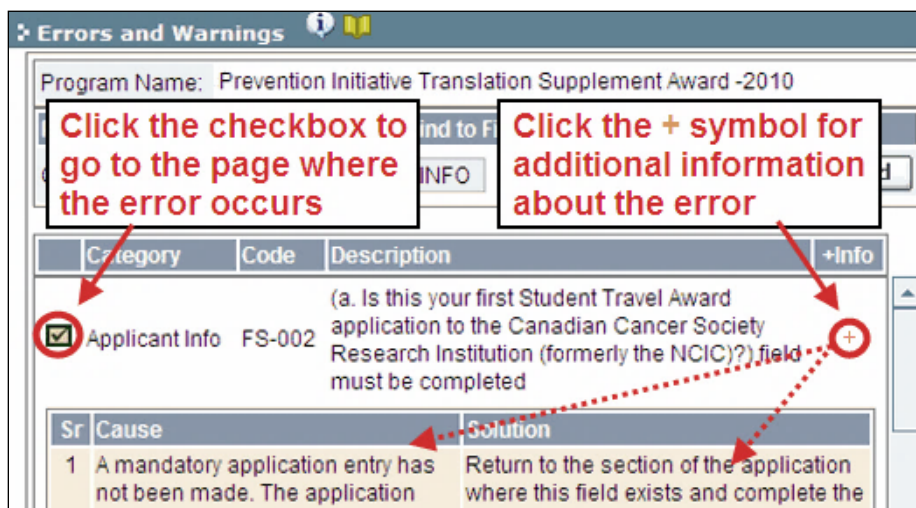 Errors and Warnings
Program Name: Prevention Initiative Translation Supplement Award -2010
Click the checkbox to
go to the page where
the error occurs
ind to Fi
INFO
Click the + symbol for
additional information
about the error
Category Code Description +Info
Applicant Info FS-002 (a. Is this your first Student Travel Award
application to the Canadian Cancer Society
Research Institution (formerly the NCIC)?) field
must be completed
+
Sr Cause Solution
1 A mandatory application entry has Return to the section of the application
not been made. The application where this field exists and complete the